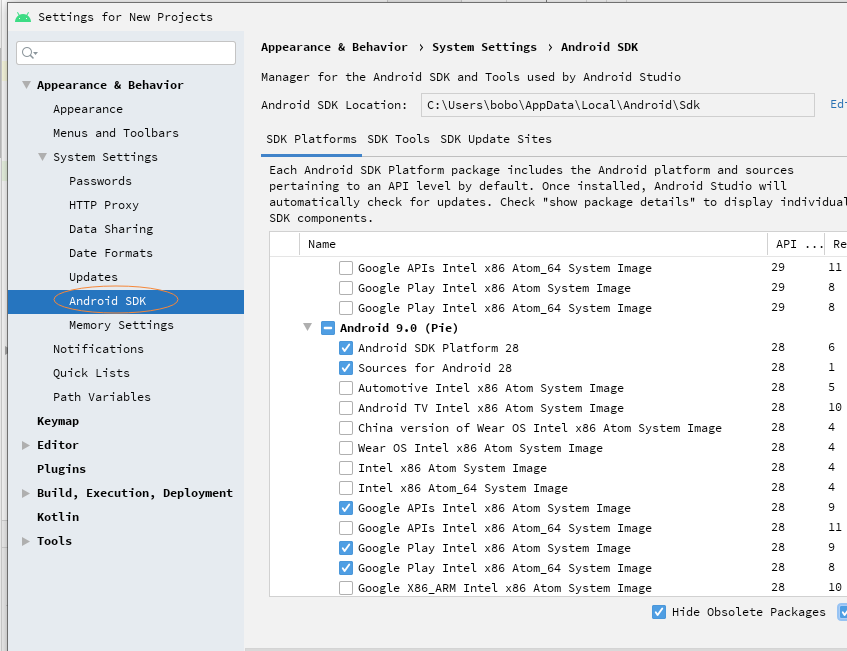 Settings for New Projects
Appearance & Behavior
Appearance
Menus and Toolbars
System Settings
Passwords
HTTP Proxy
Data Sharing
Date Formats
Updates
Android SDK
Memory Settings
Notifications
Quick Lists
Path Variables
Keymap
Editor
Plugins
Build, Execution, Deployment
Kotlin
Tools
Appearance & Behavior › System Settings › Android SDK
Manager for the Android SDK and Tools used by Android Studio
Android SDK Location: C:\Users\bobo\AppData\Local\Android\Sdk Edi
SDK Platforms SDK Tools SDK Update Sites
Each Android SDK Platform package includes the Android platform and sources
pertaining to an API level by default. Once installed, Android Studio will
automatically check for updates. Check "show package details" to display individual
SDK components.
Name API ... Re
Google APIs Intel x86 Atom_64 System Image 29 11
Google Play Intel x86 Atom System Image 29 8
Google Play Intel x86 Atom_64 System Image 29 8
Android 9.0 (Pie)
Android SDK Platform 28 28 6
Sources for Android 28 28 1
Automotive Intel x86 Atom System Image 28 5
Android TV Intel x86 Atom System Image 28 10
China version of Wear OS Intel x86 Atom System Image 28 4
Wear OS Intel x86 Atom System Image 28 4
Intel x86 Atom System Image 28 4
Intel x86 Atom_64 System Image 28 4
Google APIs Intel x86 Atom System Image 28 9
Google APIs Intel x86 Atom_64 System Image 28 11
Google Play Intel x86 Atom System Image 28 9
Google Play Intel x86 Atom_64 System Image 28 8
Google X86_ARM Intel x86 Atom System Image 28 10
Hide Obsolete Packages